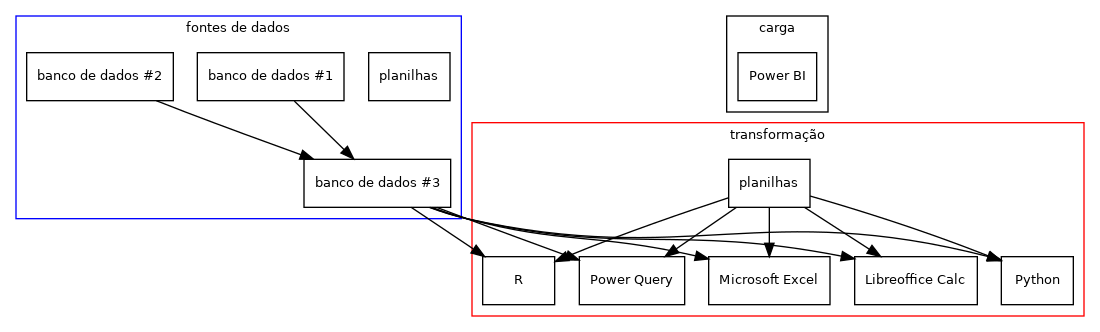 fontes de dados
banco de dados #2
banco de dados #1
planilhas
banco de dados #3
carga
Power BI
transformação
planilhas
R
Power Query
Microsoft Excel
Libreoffice Calc
Python